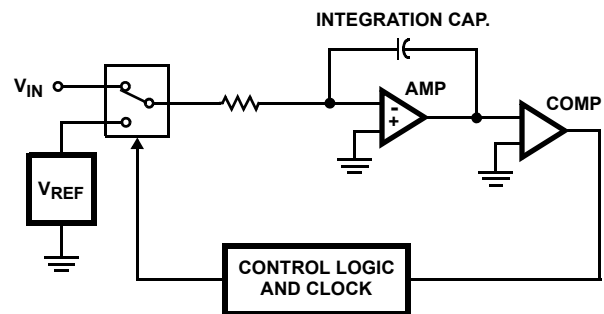 INTEGRATION CAP.
VIN
AMP
COMP
-
+
VREF
CONTROL LOGIC
AND CLOCK